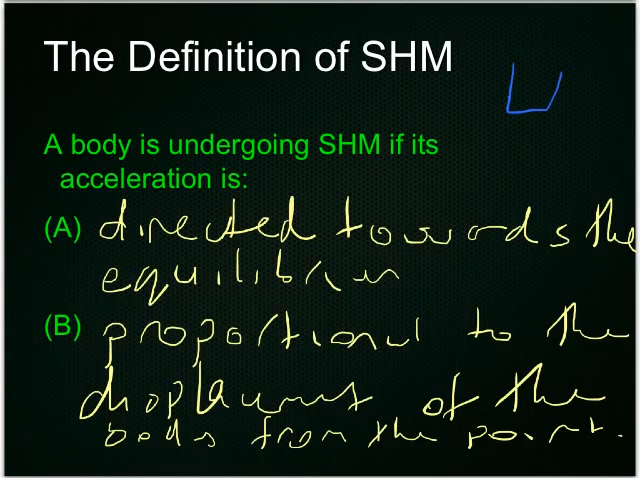 The Definition of SHM
A body is undergoing SHM if its
acceleration is:
(A) directed towards the
equilibrium
(B) proportional to the
displacement of the
body from the point.